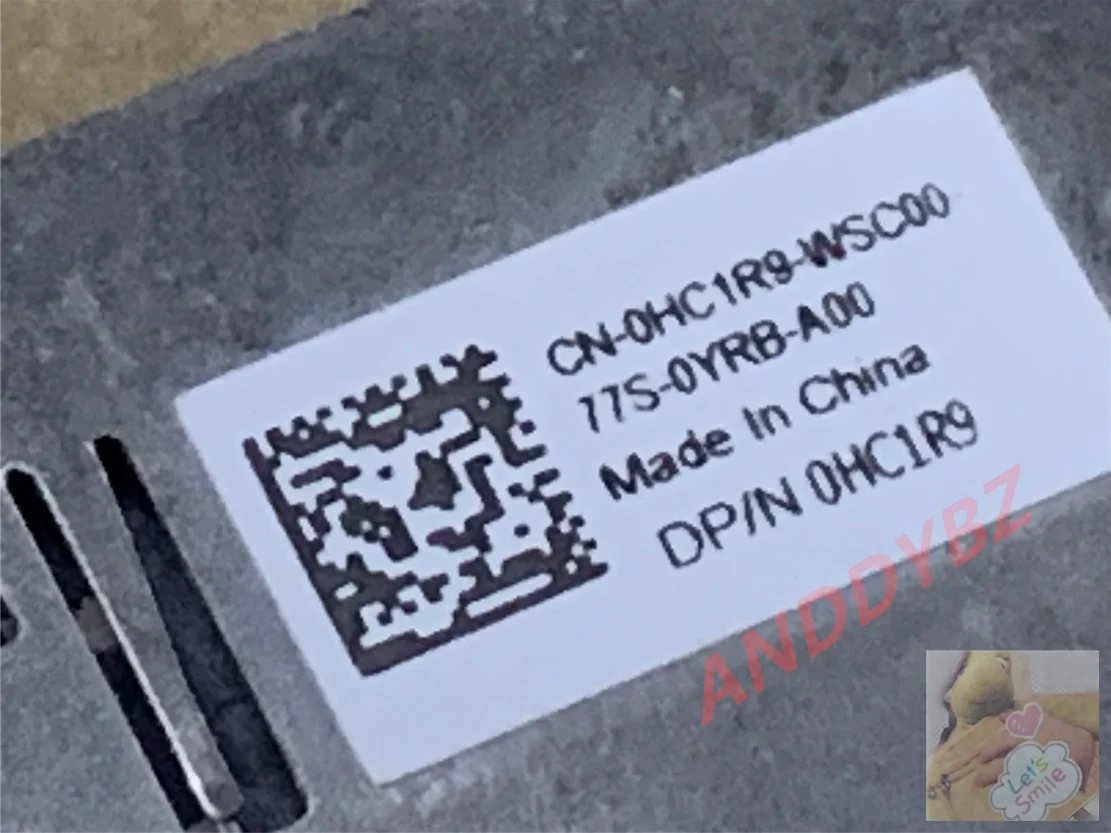 CN-0HC1R9-WSC00
17S-0YRB-A00
Made In China
DP/N 0HC1R9
ANDDYBZ
Let's
Smile